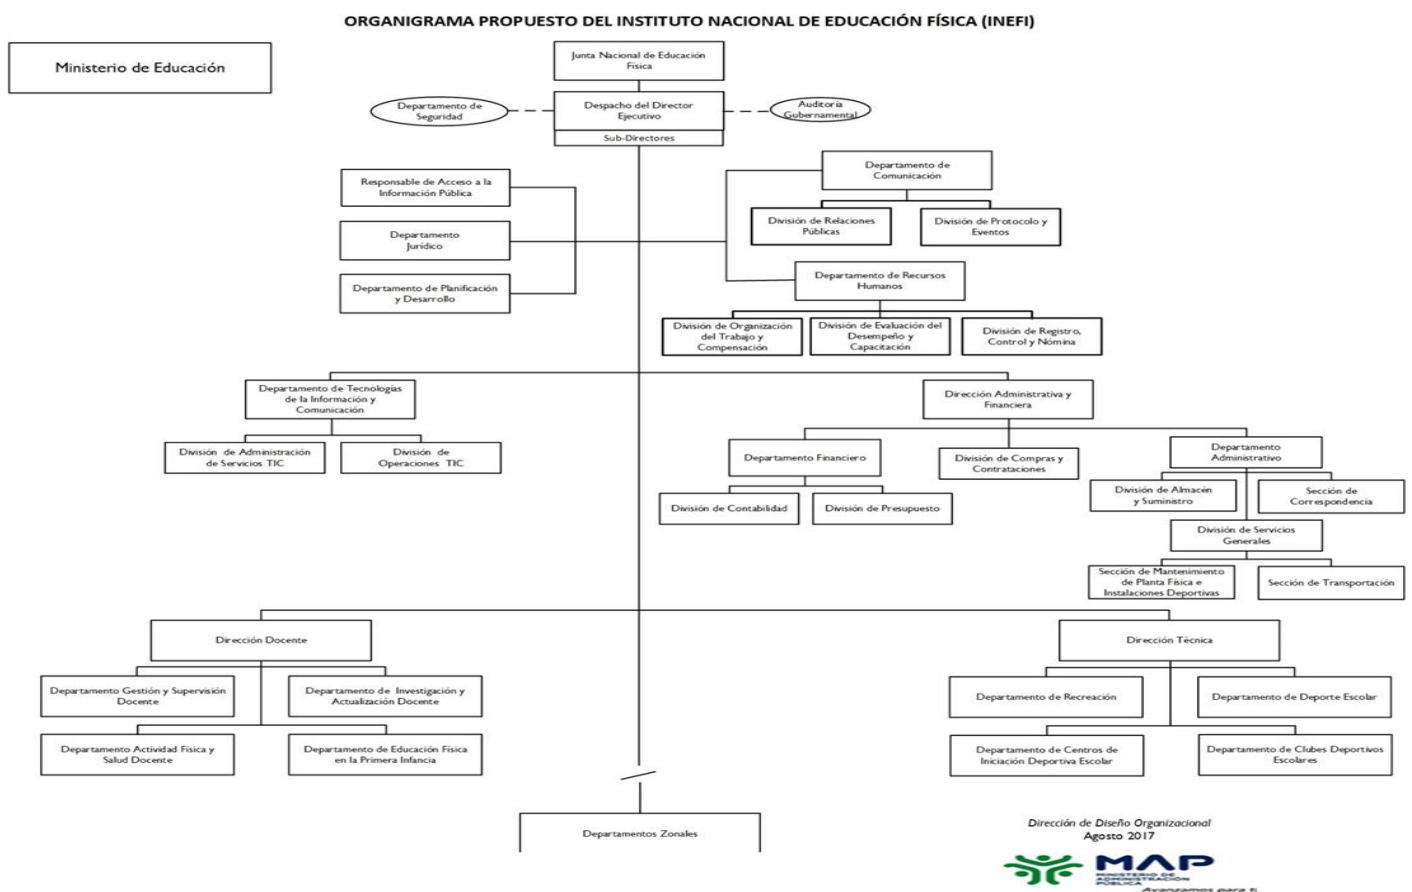 ORGANIGRAMA PROPUESTO DEL INSTITUTO NACIONAL DE EDUCACIÓN FÍSICA (INEFI)
Ministerio de Educación
Junta Nacional de Educación
Física
Departamento de
Seguridad
Despacho del Director
Ejecutivo
Auditoría
Gubernamental
Sub-Directores
Responsable de Acceso a la
Información Pública
Departamento
Jurídico
Departamento de Planificación
y Desarrollo
Departamento de
Comunicación
División de Relaciones
Públicas
División de Protocolo y
Eventos
Departamento de Recursos
Humanos
División de Organización
del Trabajo y
Compensación
División de Evaluación del
Desempeño y
Capacitación
División de Registro,
Control y Nómina
Departamento de Tecnologías
de la Información y
Comunicación
División de Administración
de Servicios TIC
División de
Operaciones TIC
Dirección Administrativa y
Financiera
Departamento Financiero
División de Compras y
Contrataciones
Departamento
Administrativo
División de Contabilidad
División de Presupuesto
División de Almacén
y Suministro
Sección de
Correspondencia
División de Servicios
Generales
Sección de Mantenimiento
de Planta Física e
Instalaciones Deportivas
Sección de Transportación
Dirección Docente
Departamento Gestión y Supervisión
Docente
Departamento de Investigación y
Actualización Docente
Departamento Actividad Física y
Salud Docente
Departamento de Educación Física
en la Primera Infancia
Dirección Técnica
Departamento de Recreación
Departamento de Deporte Escolar
Departamento de Centros de
Iniciación Deportiva Escolar
Departamento de Clubes Deportivos
Escolares
Departamentos Zonales
Dirección de Diseño Organizacional
Agosto 2017
MAP
MINISTERIO DE
ADMINISTRACIÓN
PÚBLICA
Avanzamos para ti